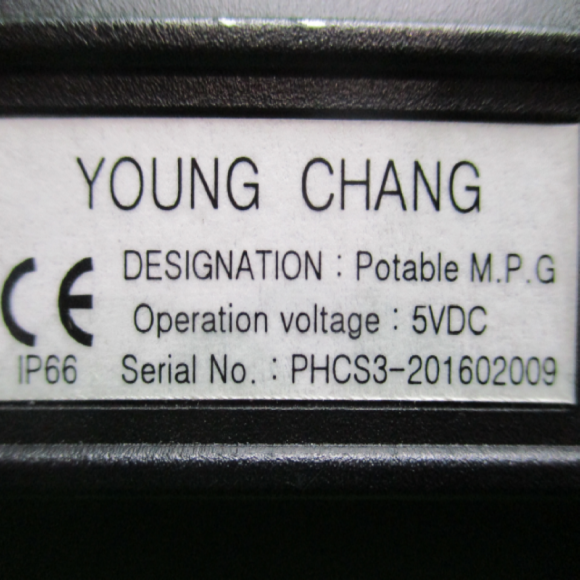 YOUNG CHANG
DESIGNATION : Potable M.P.G
Operation voltage : 5VDC
CE
IP66
Serial No. : PHCS3-201602009